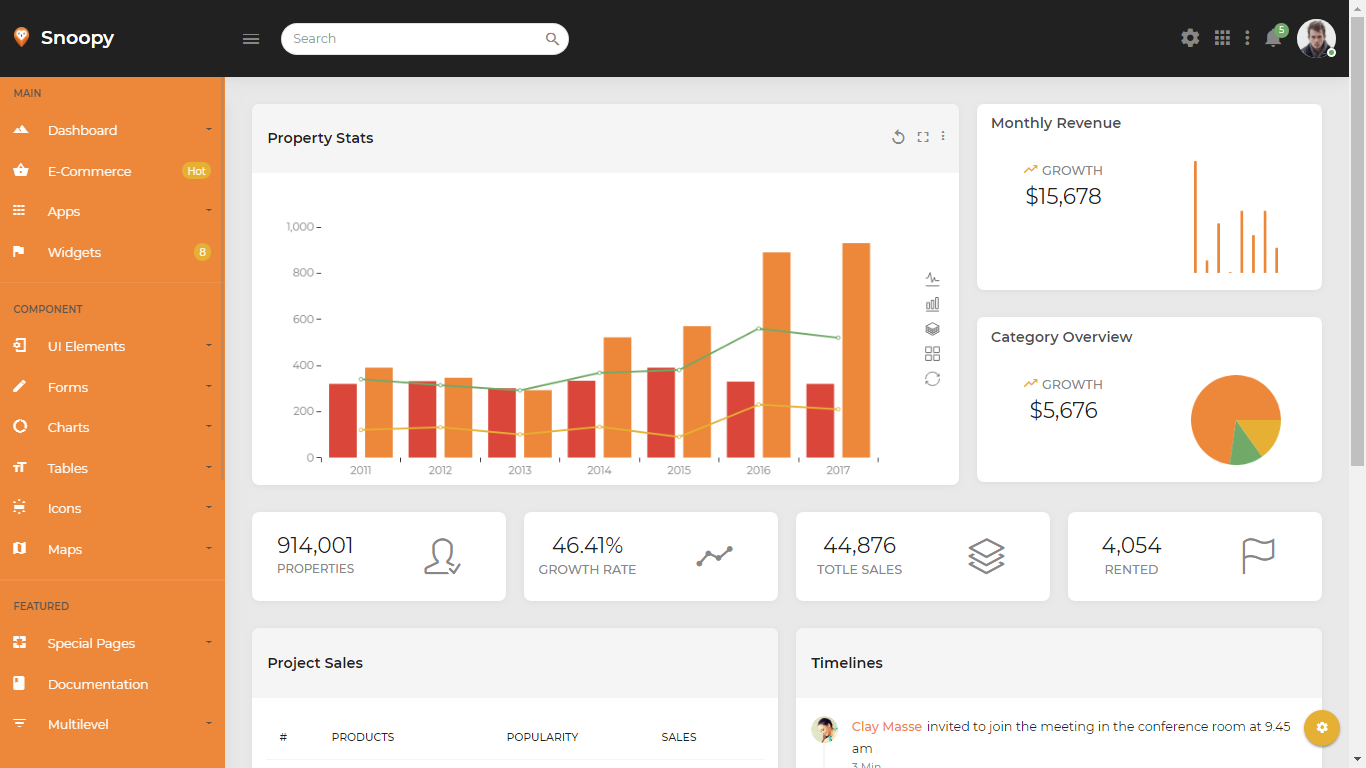 Snoopy
Search
5
MAIN
Dashboard
E-Commerce Hot
Apps
Widgets 8
COMPONENT
UI Elements
Forms
Charts
Tables
Icons
Maps
FEATURED
Special Pages
Documentation
Multilevel
Property Stats
1,000
800
600
400
200
0
2011 2012 2013 2014 2015 2016 2017
Monthly Revenue
GROWTH
$15,678
Category Overview
GROWTH
$5,676
914,001
PROPERTIES
46.41%
GROWTH RATE
44,876
TOTLE SALES
4,054
RENTED
Project Sales
# PRODUCTS POPULARITY SALES
Timelines
Clay Masse invited to join the meeting in the conference room at 9.45
am
3 Min